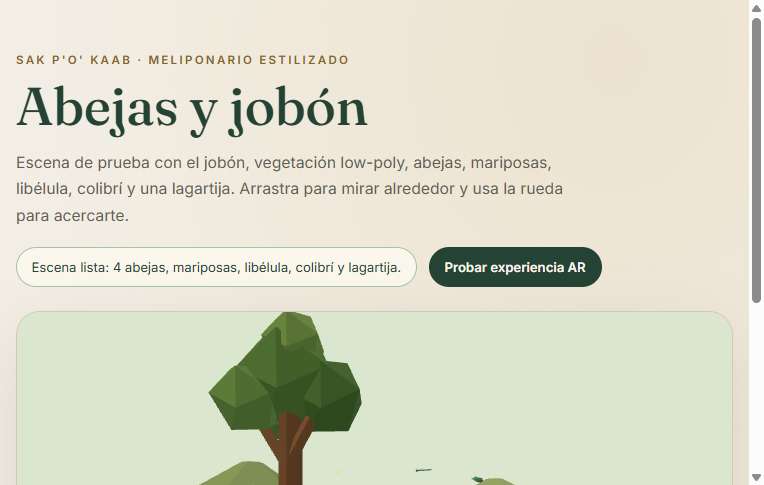 SAK P'O' KAAB · MELIPONARIO ESTILIZADO
Abejas y jobón
Escena de prueba con el jobón, vegetación low-poly, abejas, mariposas,
libélula, colibrí y una lagartija. Arrastra para mirar alrededor y usa la rueda
para acercarte.
Escena lista: 4 abejas, mariposas, libélula, colibrí y lagartija.
Probar experiencia AR